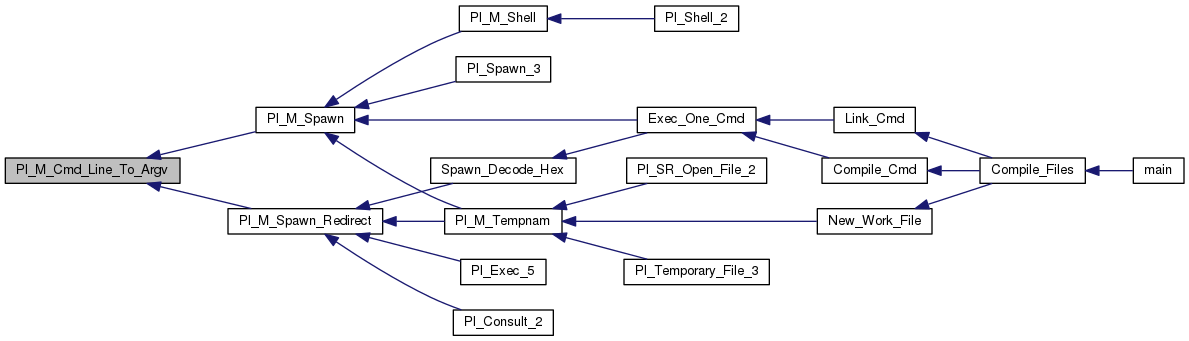 Pl_M_Shell
Pl_Shell_2
Pl_Spawn_3
Pl_M_Spawn
Exec_One_Cmd
Link_Cmd
Pl_M_Cmd_Line_To_Argv
Spawn_Decode_Hex
Pl_SR_Open_File_2
Compile_Cmd
Compile_Files
main
Pl_M_Spawn_Redirect
Pl_M_Tempnam
New_Work_File
Pl_Exec_5
Pl_Temporary_File_3
Pl_Consult_2